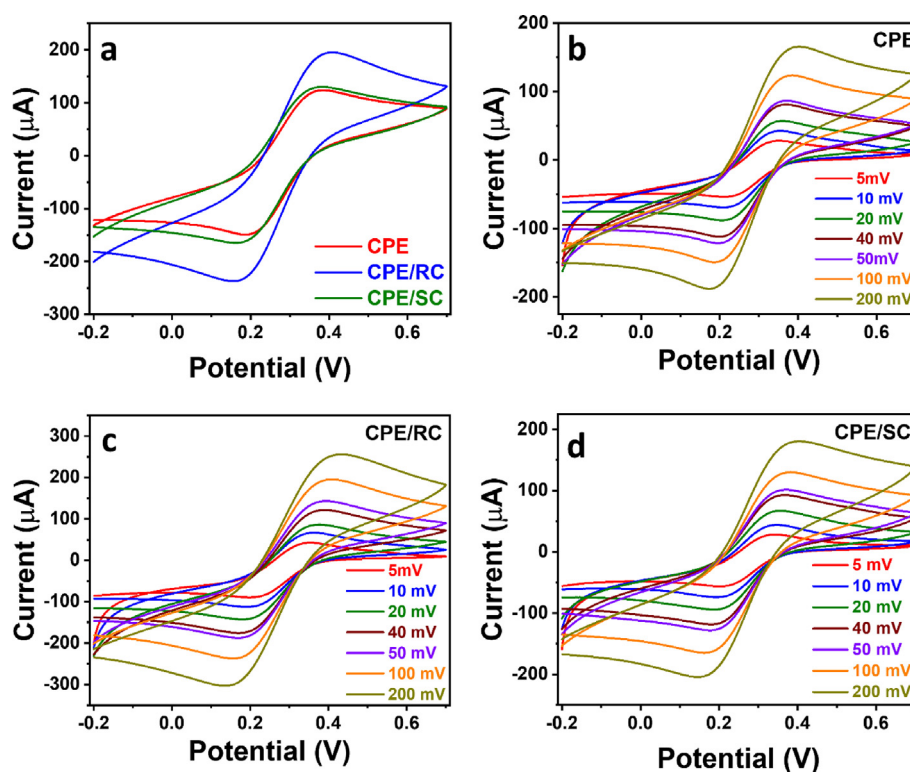 a
Current (μA)
200
100
0
-100
-200
-300
-0.2 0.0 0.2 0.4 0.6
Potential (V)
CPE
CPE/RC
CPE/SC
b
CPE
Current (μA)
200
100
0
-100
-200
-0.2 0.0 0.2 0.4 0.6
Potential (V)
5mV
10 mV
20 mV
40 mV
50mV
100 mV
200 mV
c
CPE/RC
Current (μA)
300
200
100
0
-100
-200
-300
-0.2 0.0 0.2 0.4 0.6
Potential (V)
5mV
10 mV
20 mV
40 mV
50 mV
100 mV
200 mV
d
CPE/SC
Current (μA)
200
100
0
-100
-200
-0.2 0.0 0.2 0.4 0.6
Potential (V)
5 mV
10 mV
20 mV
40 mV
50 mV
100 mV
200 mV